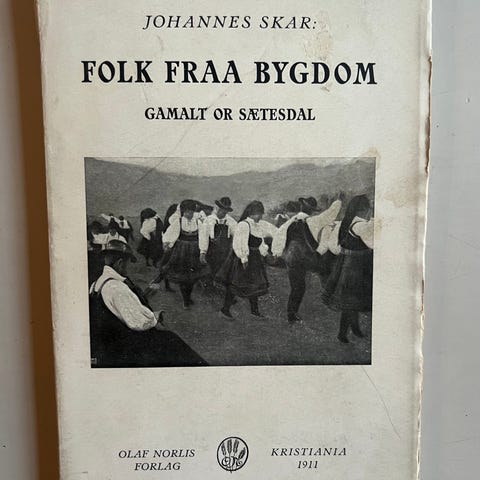 JOHANNES SKAR:
FOLK FRAA BYGDOM
GAMALT OR SÆTESDAL
OLAF NORLIS
FORLAG
KRISTIANIA
1911